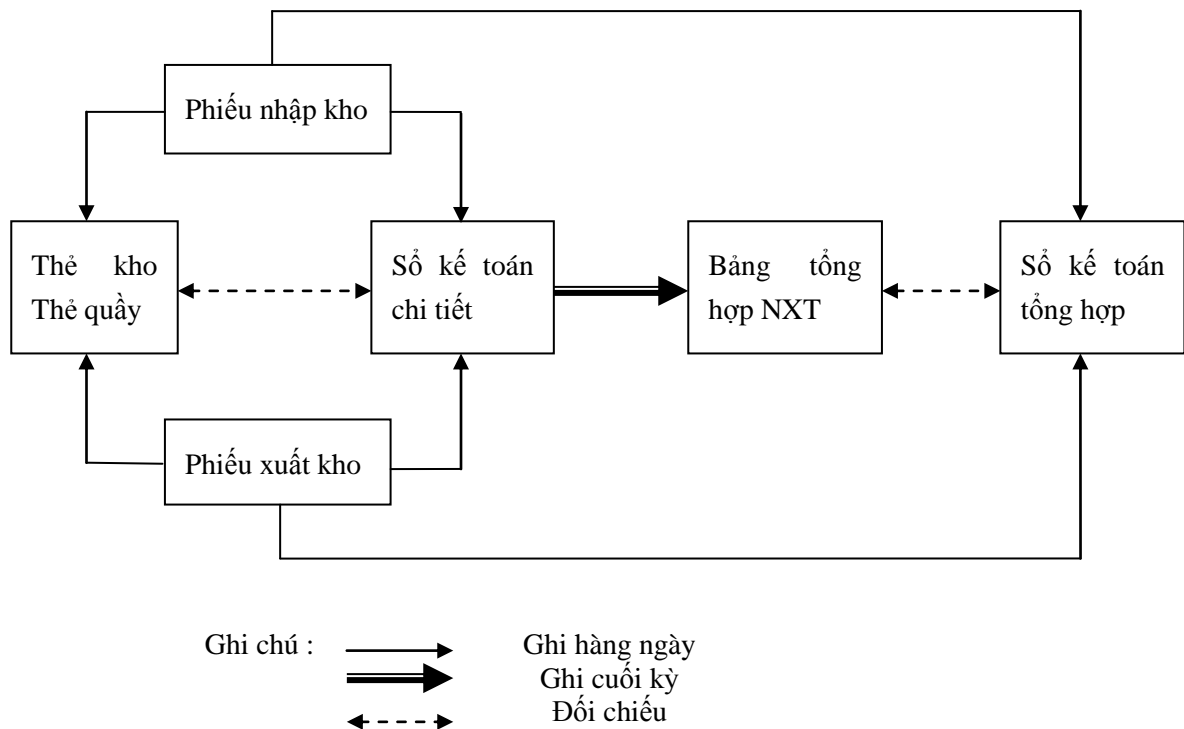 Phiếu nhập kho
Thẻ kho
Thẻ quầy
Sổ kế toán
chi tiết
Bảng tổng
hợp NXT
Sổ kế toán
tổng hợp
Phiếu xuất kho
Ghi chú :
Ghi hàng ngày
Ghi cuối kỳ
Đối chiếu